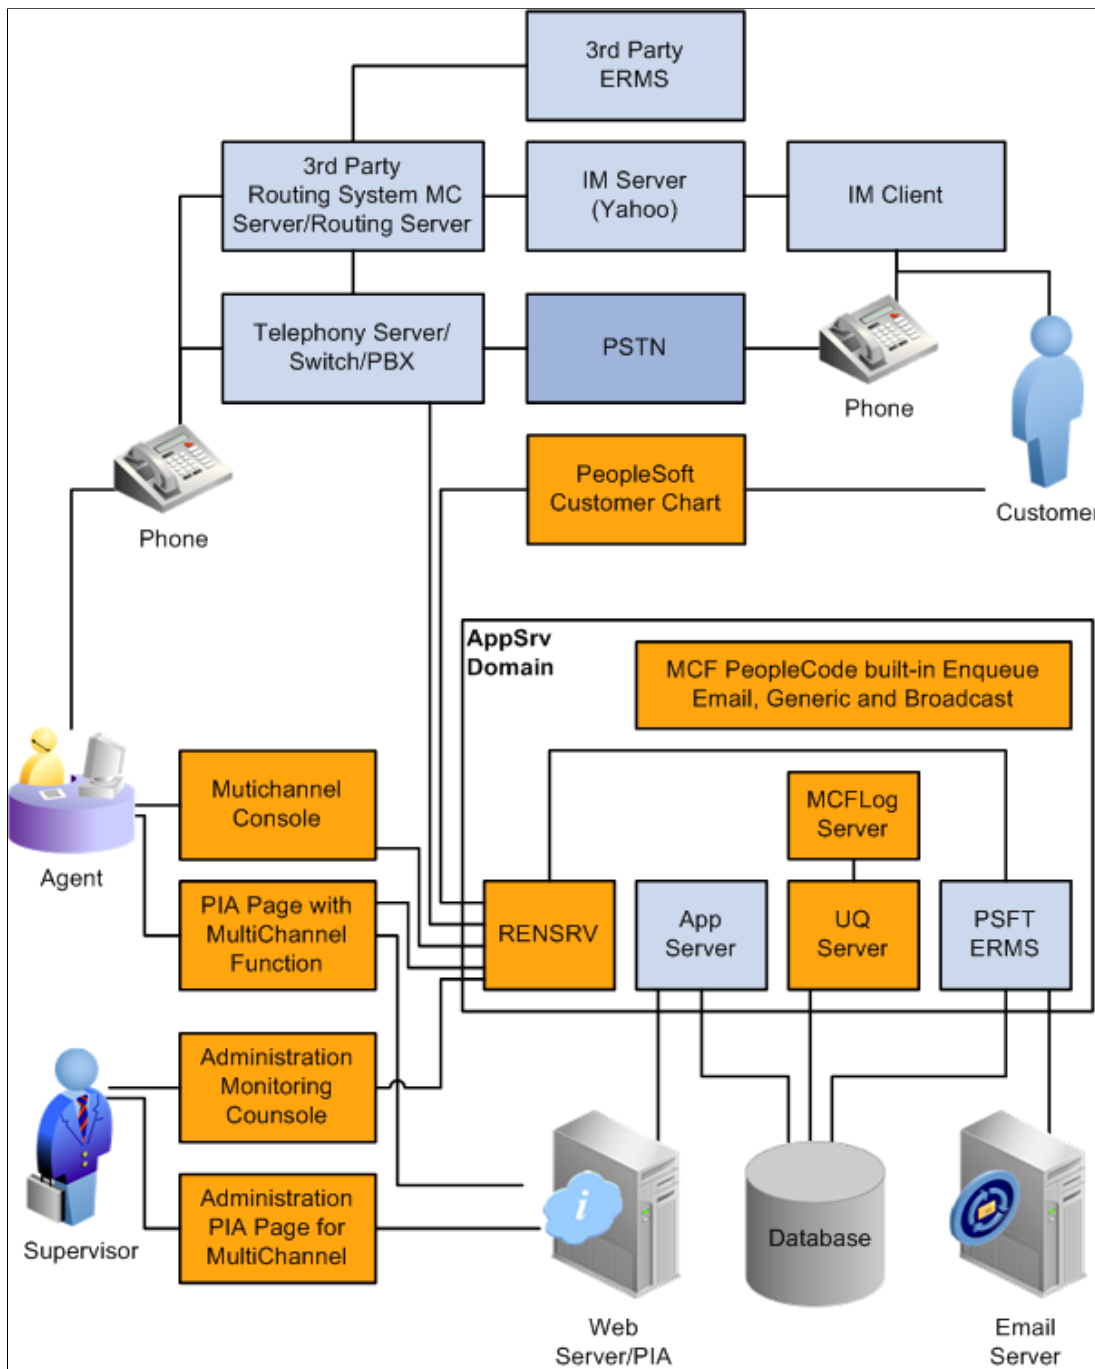 3rd Party
ERMS
3rd Party
Routing System MC
Server/Routing Server
IM Server
(Yahoo)
IM Client
Telephony Server/
Switch/PBX
PSTN
Phone
Phone
PeopleSoft
Customer Chart
Customer
AppSrv
Domain
MCF PeopleCode built-in Enqueue
Email, Generic and Broadcast
Mutichannel
Console
MCFLog
Server
Agent
PIA Page with
MultiChannel
Function
RENSRV
App
Server
UQ
Server
PSFT
ERMS
Administration
Monitoring
Counsole
Administration
PIA Page for
MultiChannel
Supervisor
i
Database
Web
Server/PIA
Email
Server